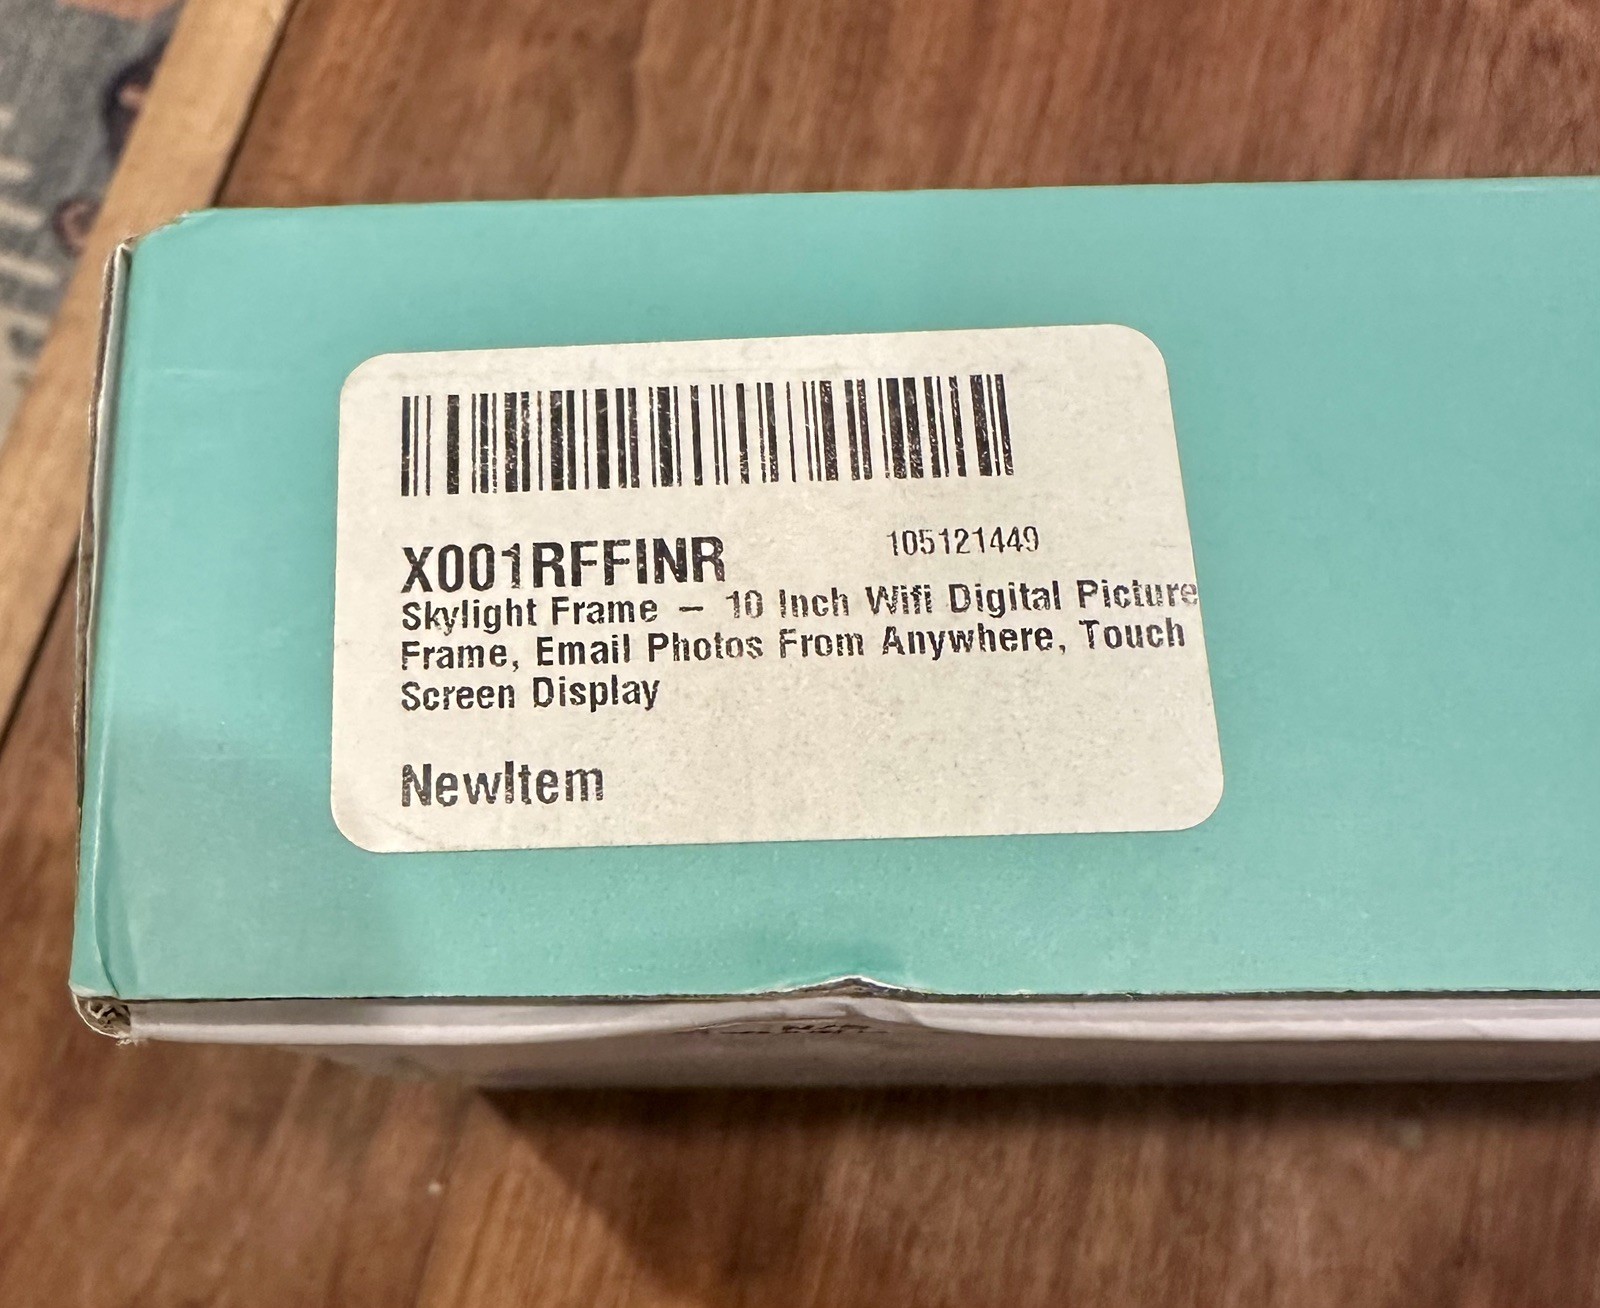 X001RFFINR
105121449
Skylight Frame – 10 Inch Wifi Digital Picture
Frame, Email Photos From Anywhere, Touch
Screen Display
NewItem